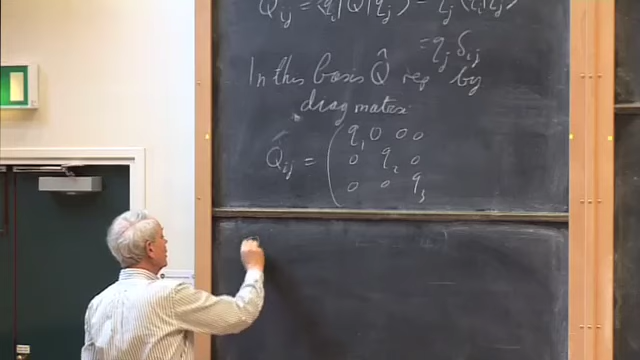 Q_ij = ⟨q_i|Q|q_j⟩ = q_j ⟨q_i|q_j⟩
= q_j δ_ij
In this basis Q̂ rep by
diag matrix
Q̂_ij = (q_1 0 0 0
0 q_2 0
0 0 q_3